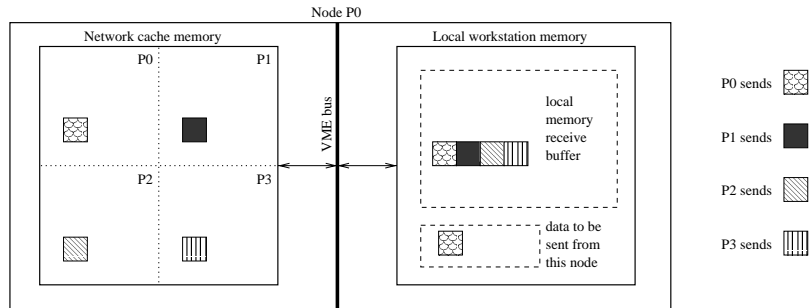 Node P0
Network cache memory
P0
P1
P2
P3
VME bus
Local workstation memory
local
memory
receive
buffer
data to be
sent from
this node
P0 sends
P1 sends
P2 sends
P3 sends